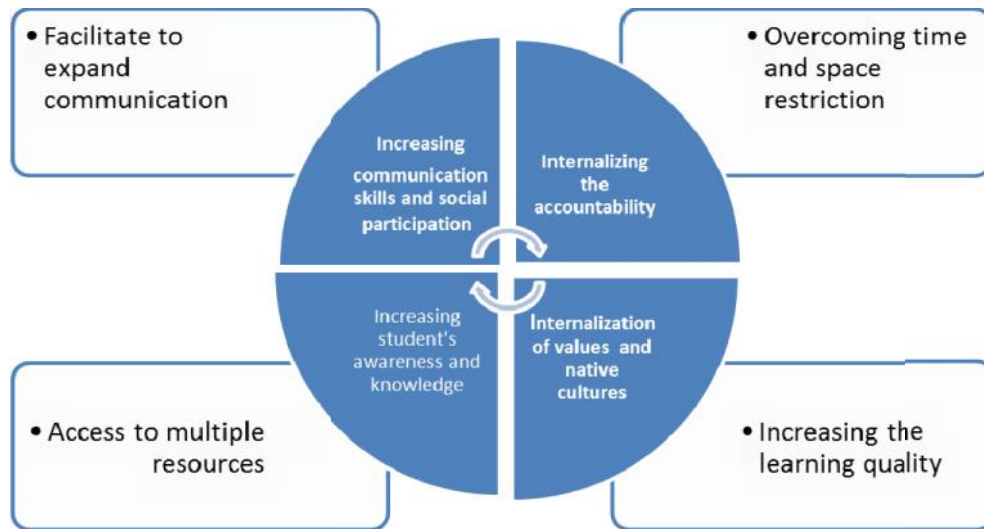 • Facilitate to
expand
communication
• Overcoming time
and space
restriction
Increasing
communication
skills and social
participation
Internalizing
the
accountability
Increasing
student's
awareness and
knowledge
Internalization
of values and
native
cultures
• Access to multiple
resources
• Increasing the
learning quality